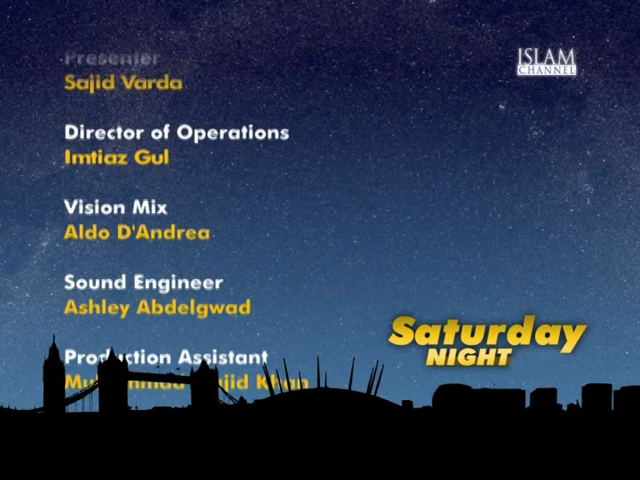 Presenter
Sajid Varda
Director of Operations
Imtiaz Gul
Vision Mix
Aldo D'Andrea
Sound Engineer
Ashley Abdelgwad
Production Assistant
Khan
ISLAM
CHANNEL
Saturday
NIGHT